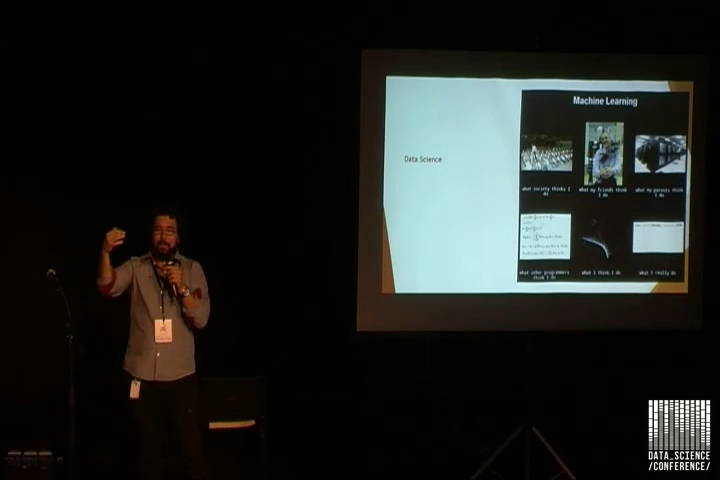 Machine Learning
Data Science
what society thinks I
do
what my friends think
I do
what my parents think
I do
what other programmers
think I do
what I think I do
what I really do
DATA_SCIENCE
/CONFERENCE/